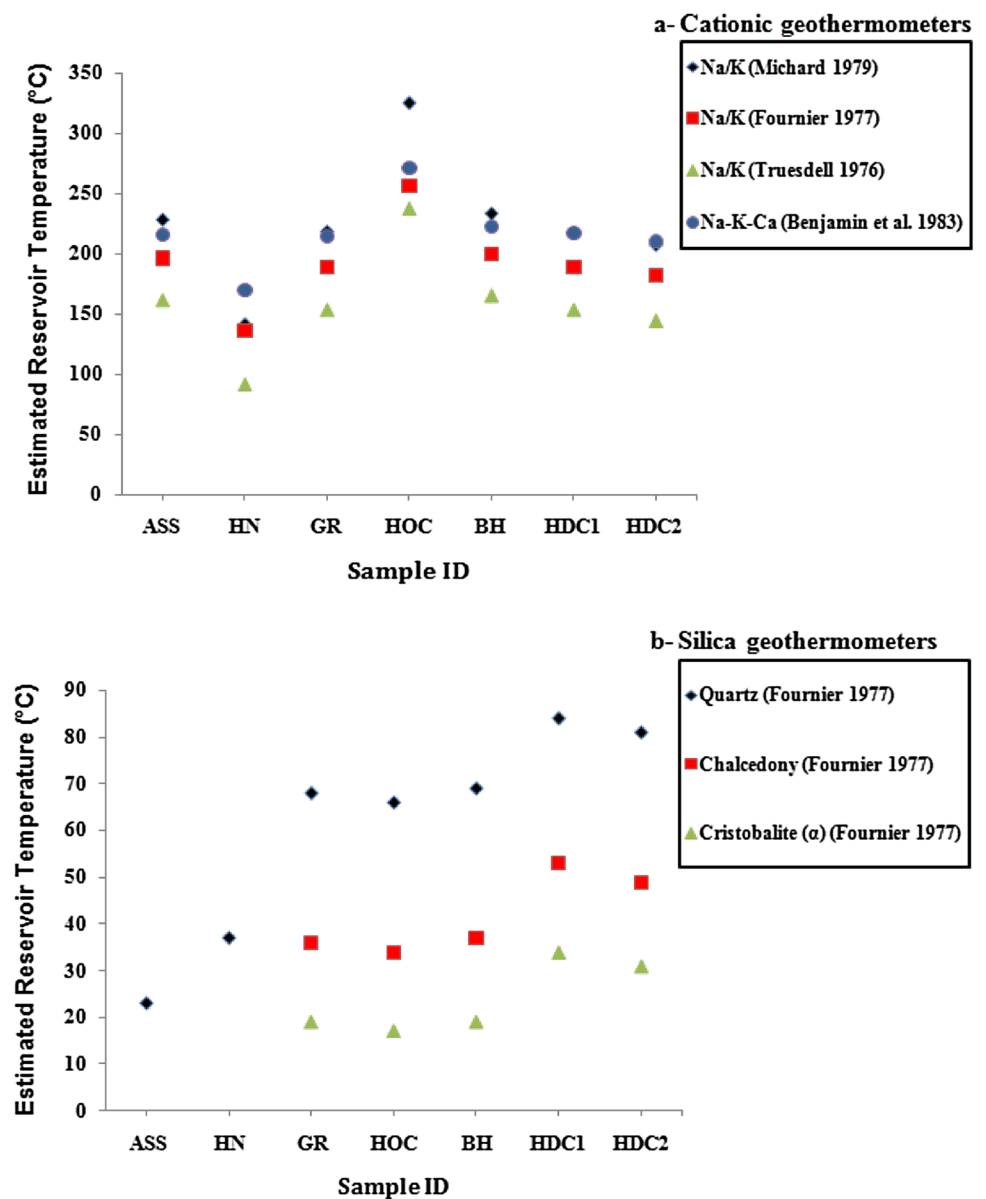 a- Cationic geothermometers
Estimated Reservoir Temperature (°C)
350
300
250
200
150
100
50
0
ASS HN GR HOC BH HDC1 HDC2
Sample ID
Na/K (Michard 1979)
Na/K (Fournier 1977)
Na/K (Truesdell 1976)
Na-K-Ca (Benjamin et al. 1983)
b- Silica geothermometers
Estimated Reservoir Temperature (°C)
90
80
70
60
50
40
30
20
10
0
ASS HN GR HOC BH HDC1 HDC2
Sample ID
Quartz (Fournier 1977)
Chalcedony (Fournier 1977)
Cristobalite (α) (Fournier 1977)